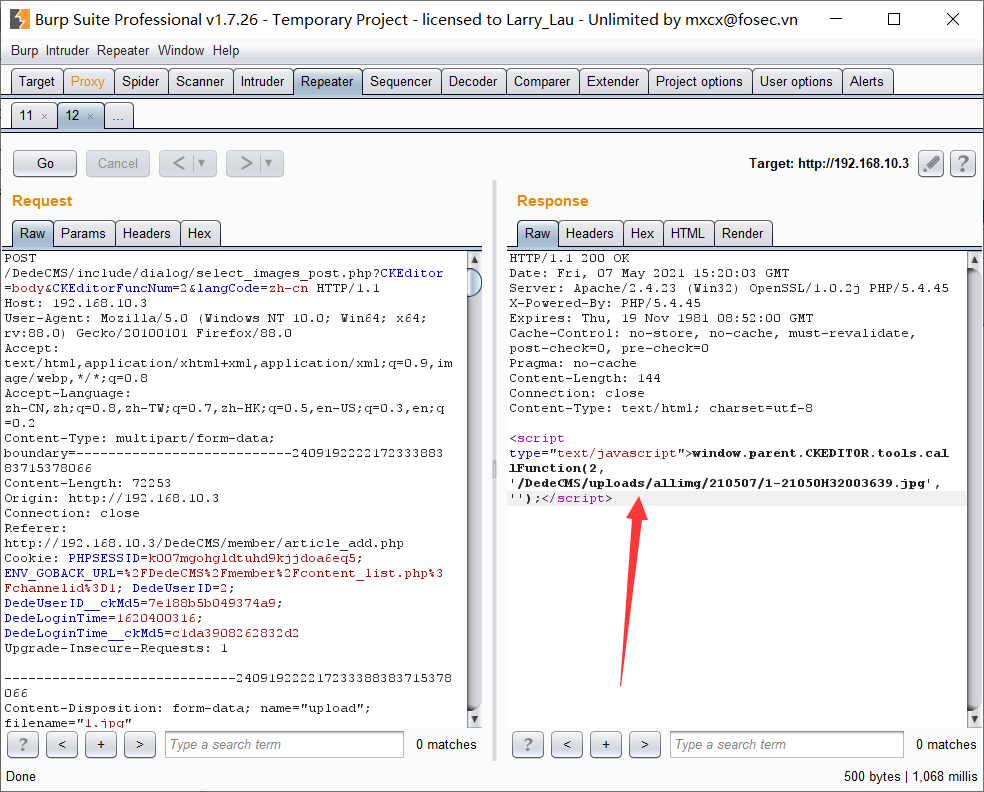 Burp Suite Professional v1.7.26 - Temporary Project - licensed to Larry_Lau - Unlimited by mxcx@fosec.vn
Burp Intruder Repeater Window Help
Target Proxy Spider Scanner Intruder Repeater Sequencer Decoder Comparer Extender Project options User options Alerts
11 × 12 × ...
Go Cancel < ▼ > ▼ Target: http://192.168.10.3 ?
Request
Raw Params Headers Hex
POST
/DedeCMS/include/dialog/select_images_post.php?CKEditor
=body&CKEditorFuncNum=2&langCode=zh-cn HTTP/1.1
Host: 192.168.10.3
User-Agent: Mozilla/5.0 (Windows NT 10.0; Win64; x64;
rv:88.0) Gecko/20100101 Firefox/88.0
Accept:
text/html,application/xhtml+xml,application/xml;q=0.9,im
age/webp,*/*;q=0.8
Accept-Language:
zh-CN,zh;q=0.8,zh-TW;q=0.7,zh-HK;q=0.5,en-US;q=0.3,en;q
=0.2
Content-Type: multipart/form-data;
boundary=---------------------------2409192222172333883
83715378066
Content-Length: 72253
Origin: http://192.168.10.3
Connection: close
Referer:
http://192.168.10.3/DedeCMS/member/article_add.php
Cookie: PHPSESSID=k007mgohgldtuhd9kjjdoa6eq5;
ENV_GOBACK_URL=%2FDedeCMS%2Fmember%2Fcontent_list.php%3
Fchannelid%3D1; DedeUserID=2;
DedeUserID__ckMd5=7e188b5b049374a9;
DedeLoginTime=1620400316;
DedeLoginTime__ckMd5=c1da3908262832d2
Upgrade-Insecure-Requests: 1
-----------------------------240919222217233388383715378
066
Content-Disposition: form-data; name="upload";
filename="1.jpg"
? < + > Type a search term 0 matches
Response
Raw Headers Hex HTML Render
HTTP/1.1 200 OK
Date: Fri, 07 May 2021 15:20:03 GMT
Server: Apache/2.4.23 (Win32) OpenSSL/1.0.2j PHP/5.4.45
X-Powered-By: PHP/5.4.45
Expires: Thu, 19 Nov 1981 08:52:00 GMT
Cache-Control: no-store, no-cache, must-revalidate,
post-check=0, pre-check=0
Pragma: no-cache
Content-Length: 144
Connection: close
Content-Type: text/html; charset=utf-8
<script
type="text/javascript">window.parent.CKEDITOR.tools.ca
llFunction(2,
'/DedeCMS/uploads/allimg/210507/1-21050H32003639.jpg',
'');</script>
? < + > Type a search term 0 matches
Done 500 bytes | 1,068 millis